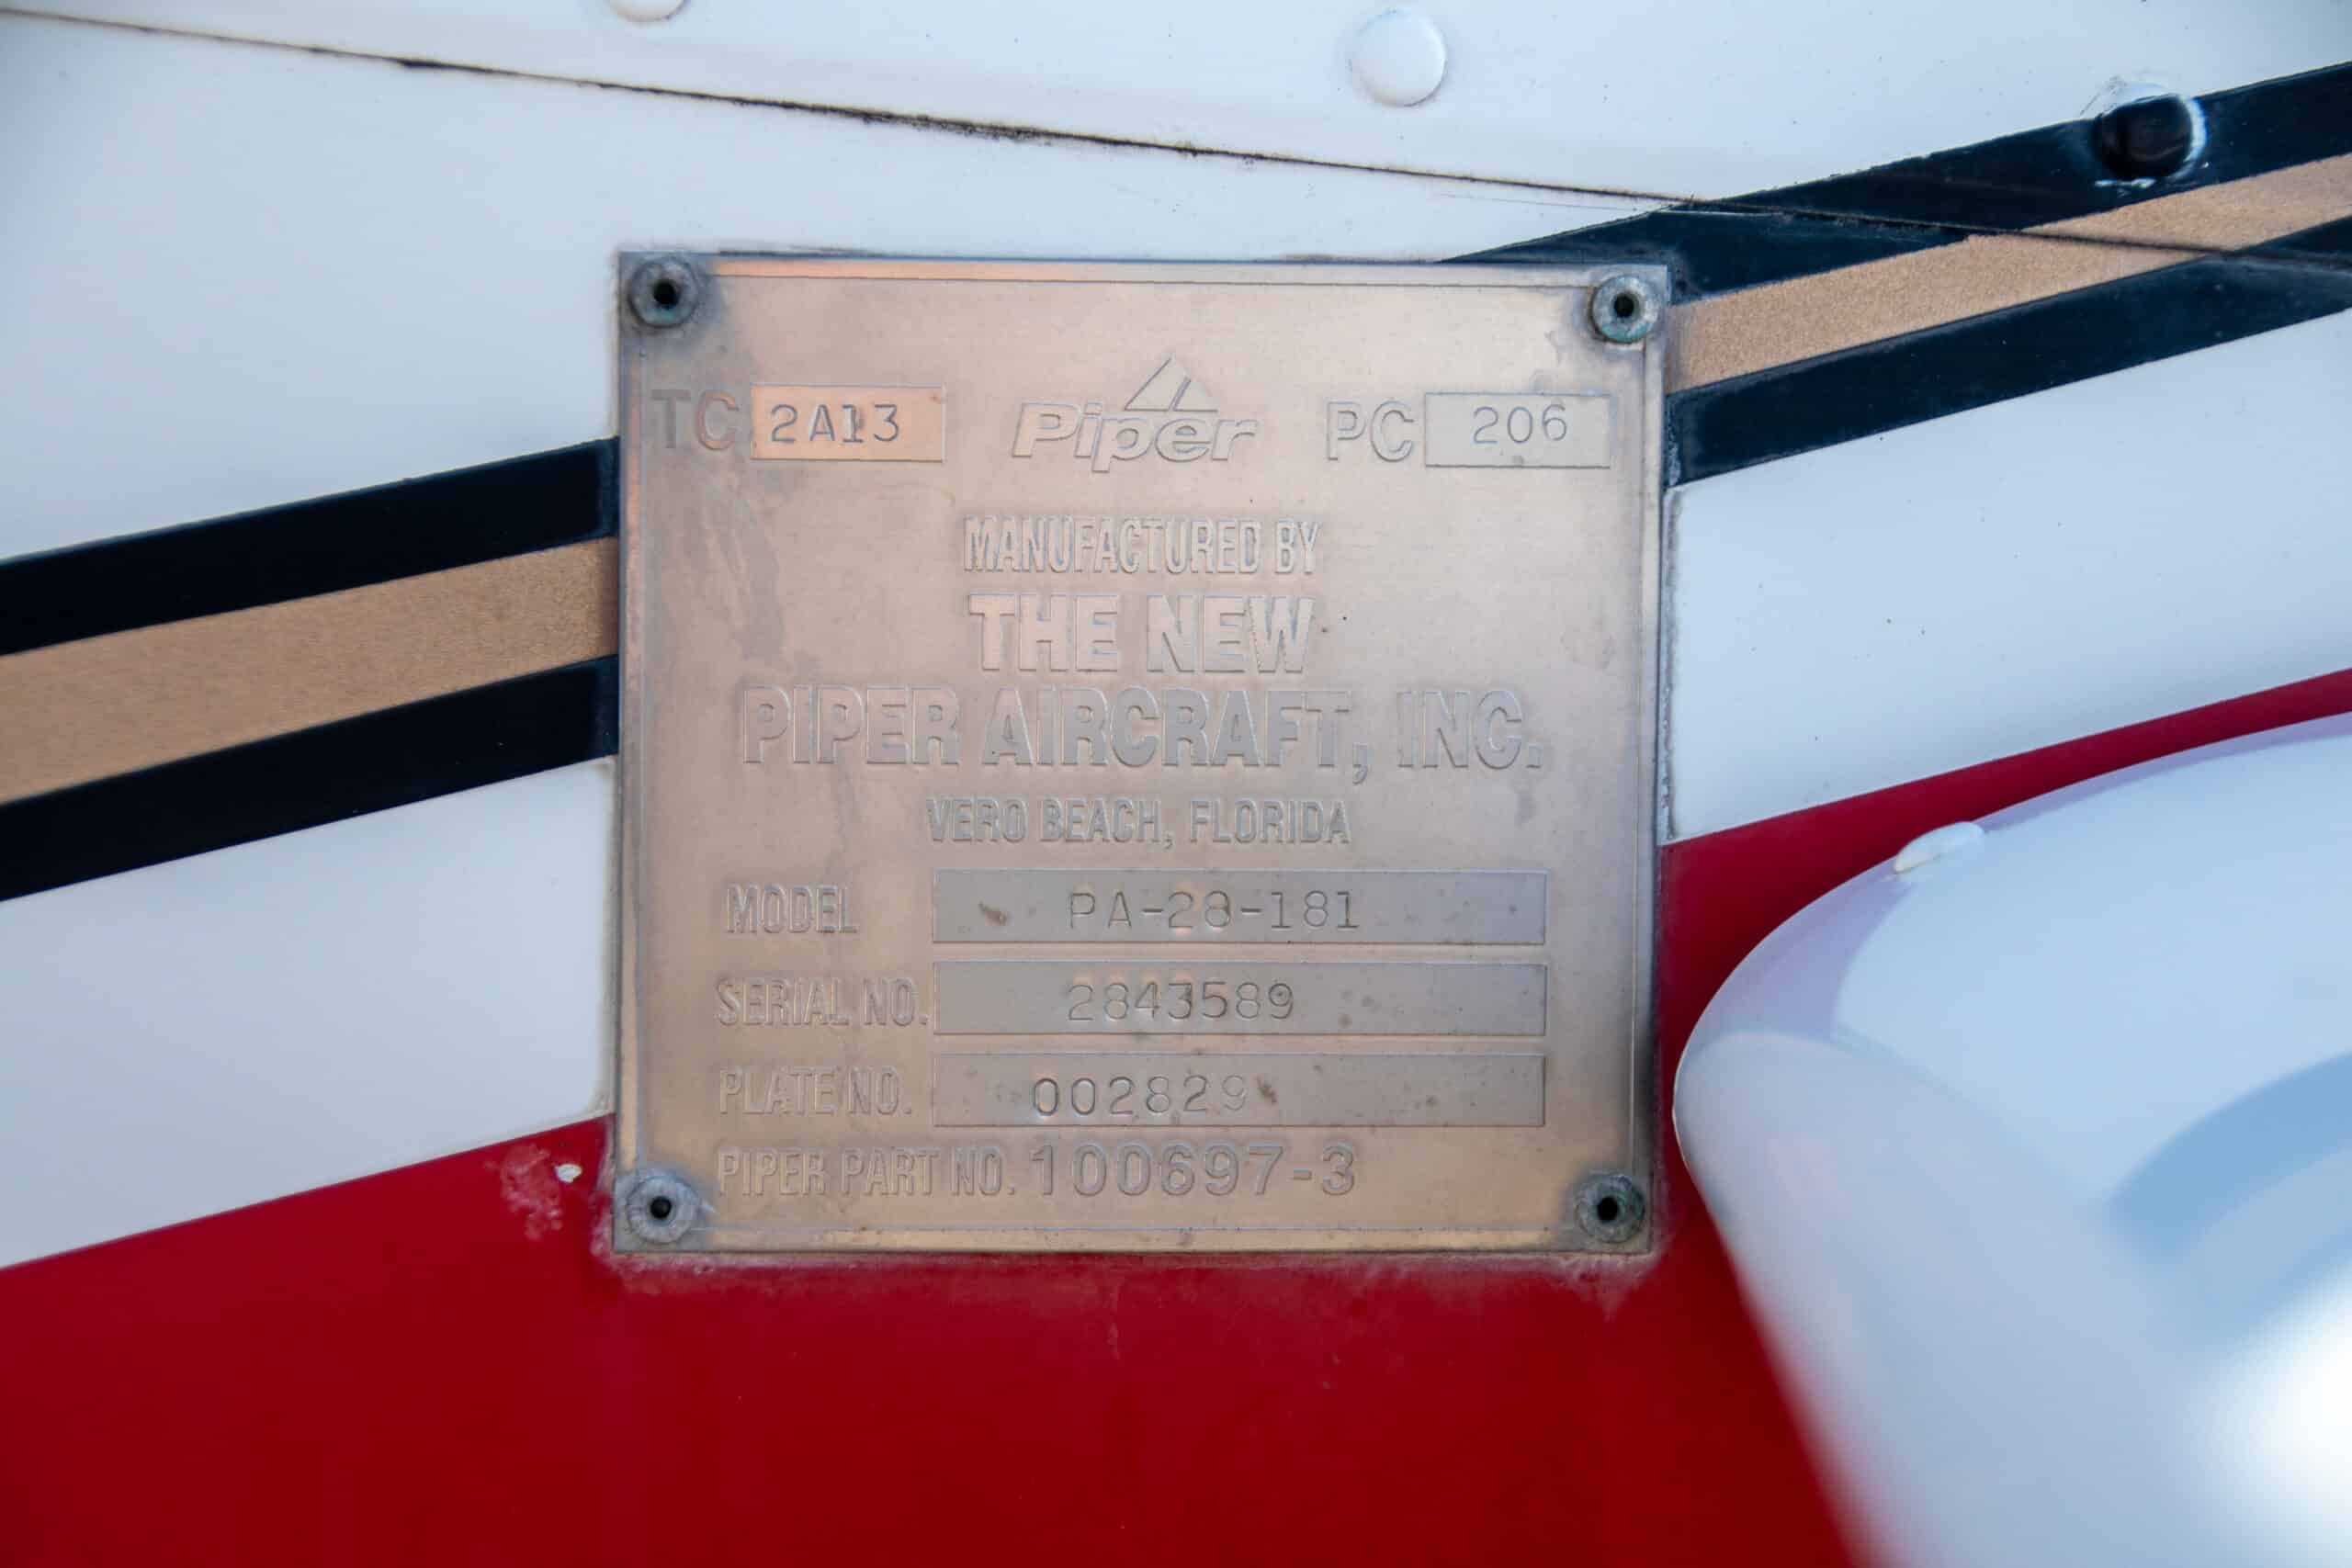 TC 2A13 Piper PC 206
MANUFACTURED BY
THE NEW
PIPER AIRCRAFT, INC.
VERO BEACH, FLORIDA
MODEL PA-28-181
SERIAL NO. 2843589
PLATE NO. 002829
PIPER PART NO. 100697-3